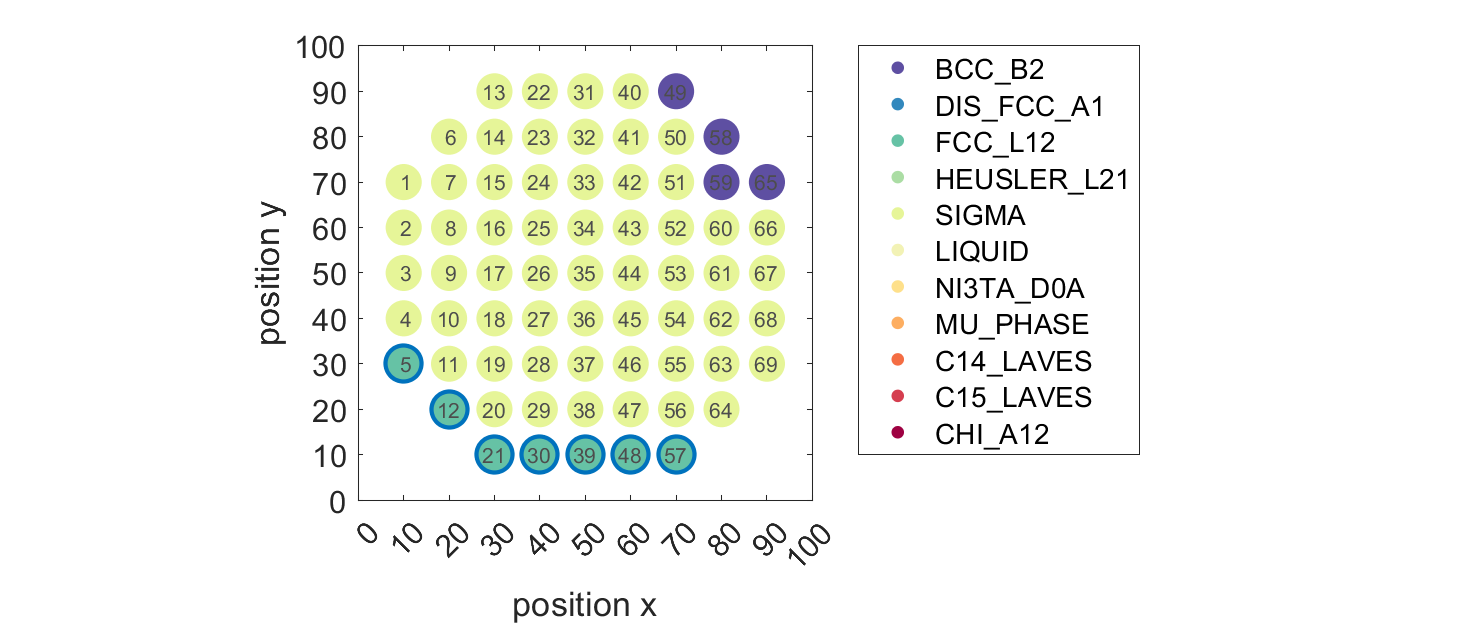 100
90 13 22 31 40 49
80 6 14 23 32 41 50 58
70 1 7 15 24 33 42 51 59 65
60 2 8 16 25 34 43 52 60 66
50 3 9 17 26 35 44 53 61 67
40 4 10 18 27 36 45 54 62 68
30 5 11 19 28 37 46 55 63 69
20 12 20 29 38 47 56 64
10 21 30 39 48 57
0
0 10 20 30 40 50 60 70 80 90 100
position x
position y
BCC_B2
DIS_FCC_A1
FCC_L12
HEUSLER_L21
SIGMA
LIQUID
NI3TA_D0A
MU_PHASE
C14_LAVES
C15_LAVES
CHI_A12